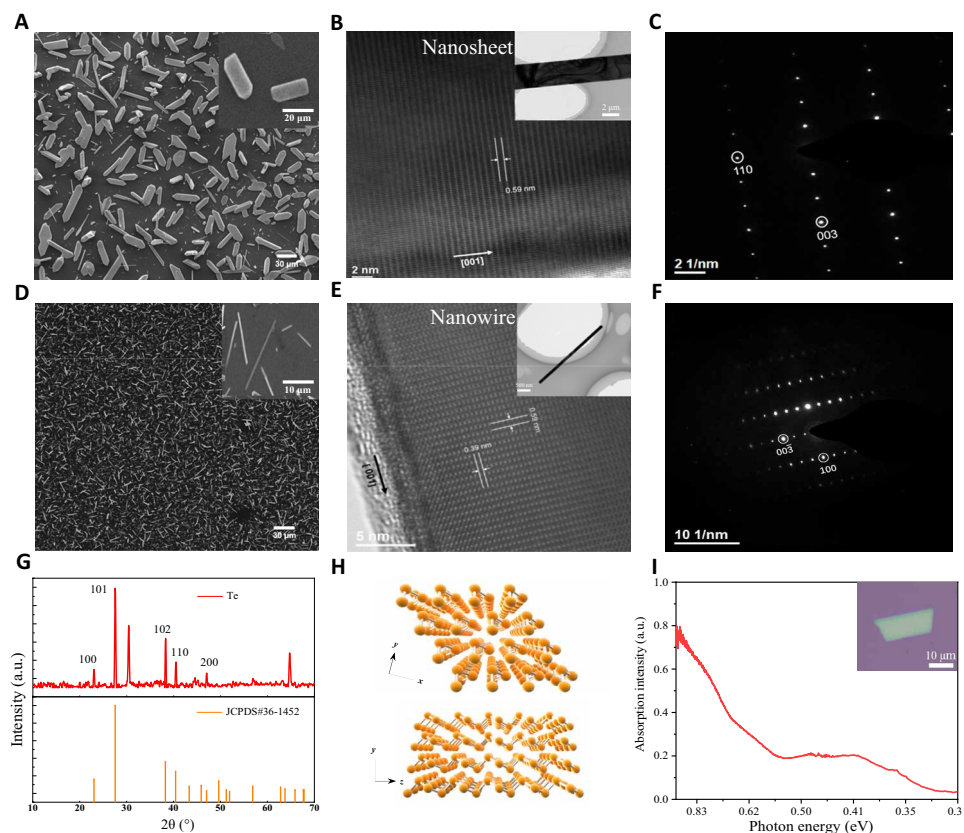 A
20 μm
30 μm
B
Nanosheet
2 μm
0.59 nm
[001]
2 nm
C
110
003
2 1/nm
D
10 μm
30 μm
E
Nanowire
0.59 nm
0.39 nm
[001]
5 nm
F
003̄
100
10 1/nm
G
Intensity (a.u.)
101
Te
102
100
110
200
JCPDS#36-1452
10 20 30 40 50 60 70
2θ (°)
H
y
x
y
z
I
Absorption intensity (a.u.)
1.0
0.8
0.6
0.4
0.2
0.0
10 μm
0.83 0.62 0.50 0.41 0.35 0.3
Photon energy (eV)